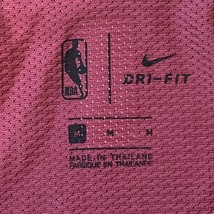 NBA
DRI-FIT
M M M
MADE IN THAILAND
FABRIQUÉ EN THAÏLANDE